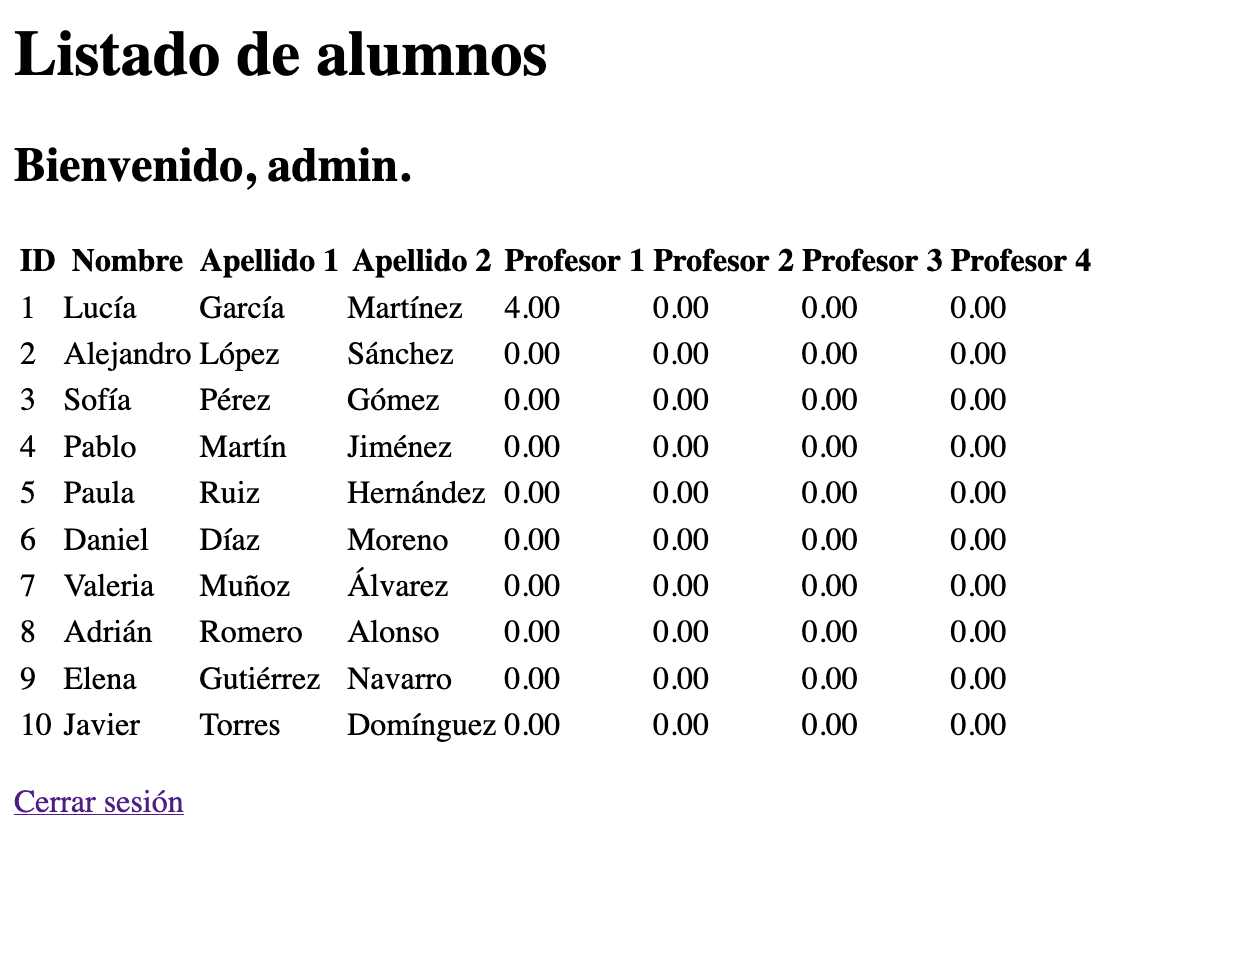 Listado de alumnos
Bienvenido, admin.
ID Nombre Apellido 1 Apellido 2 Profesor 1 Profesor 2 Profesor 3 Profesor 4
1 Lucía García Martínez 4.00 0.00 0.00 0.00
2 Alejandro López Sánchez 0.00 0.00 0.00 0.00
3 Sofía Pérez Gómez 0.00 0.00 0.00 0.00
4 Pablo Martín Jiménez 0.00 0.00 0.00 0.00
5 Paula Ruiz Hernández 0.00 0.00 0.00 0.00
6 Daniel Díaz Moreno 0.00 0.00 0.00 0.00
7 Valeria Muñoz Álvarez 0.00 0.00 0.00 0.00
8 Adrián Romero Alonso 0.00 0.00 0.00 0.00
9 Elena Gutiérrez Navarro 0.00 0.00 0.00 0.00
10 Javier Torres Domínguez 0.00 0.00 0.00 0.00
Cerrar sesión